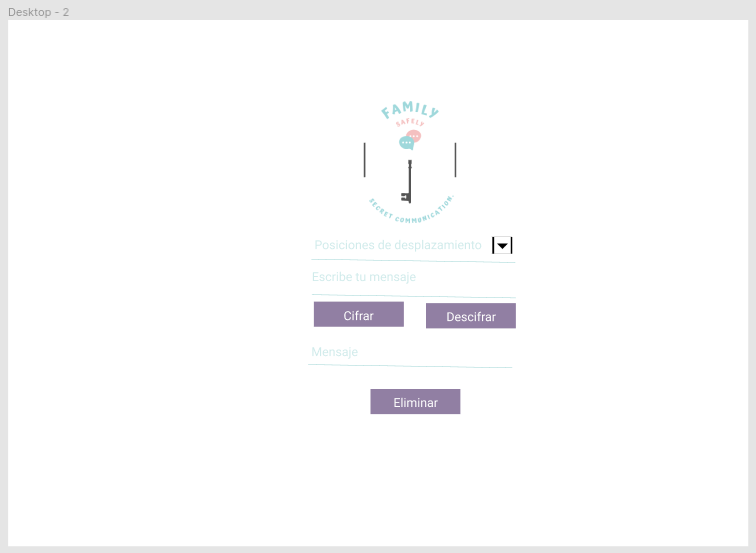 Desktop - 2
FAMILY
SAFELY
SECRET COMMUNICATION.
Posiciones de desplazamiento
Escribe tu mensaje
Cifrar
Descifrar
Mensaje
Eliminar